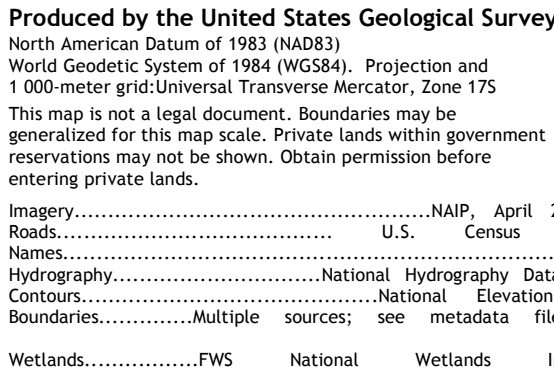 Produced by the United States Geological Survey
North American Datum of 1983 (NAD83)
World Geodetic System of 1984 (WGS84). Projection and
1 000-meter grid:Universal Transverse Mercator, Zone 17S
This map is not a legal document. Boundaries may be
generalized for this map scale. Private lands within government
reservations may not be shown. Obtain permission before
entering private lands.
Imagery....................................................NAIP, April
Roads................................... U.S. Census
Names.........................................................................
Hydrography..............................National Hydrography
Contours...........................................National Elevation
Boundaries..............Multiple sources; see metadata
Wetlands.................FWS National Wetlands